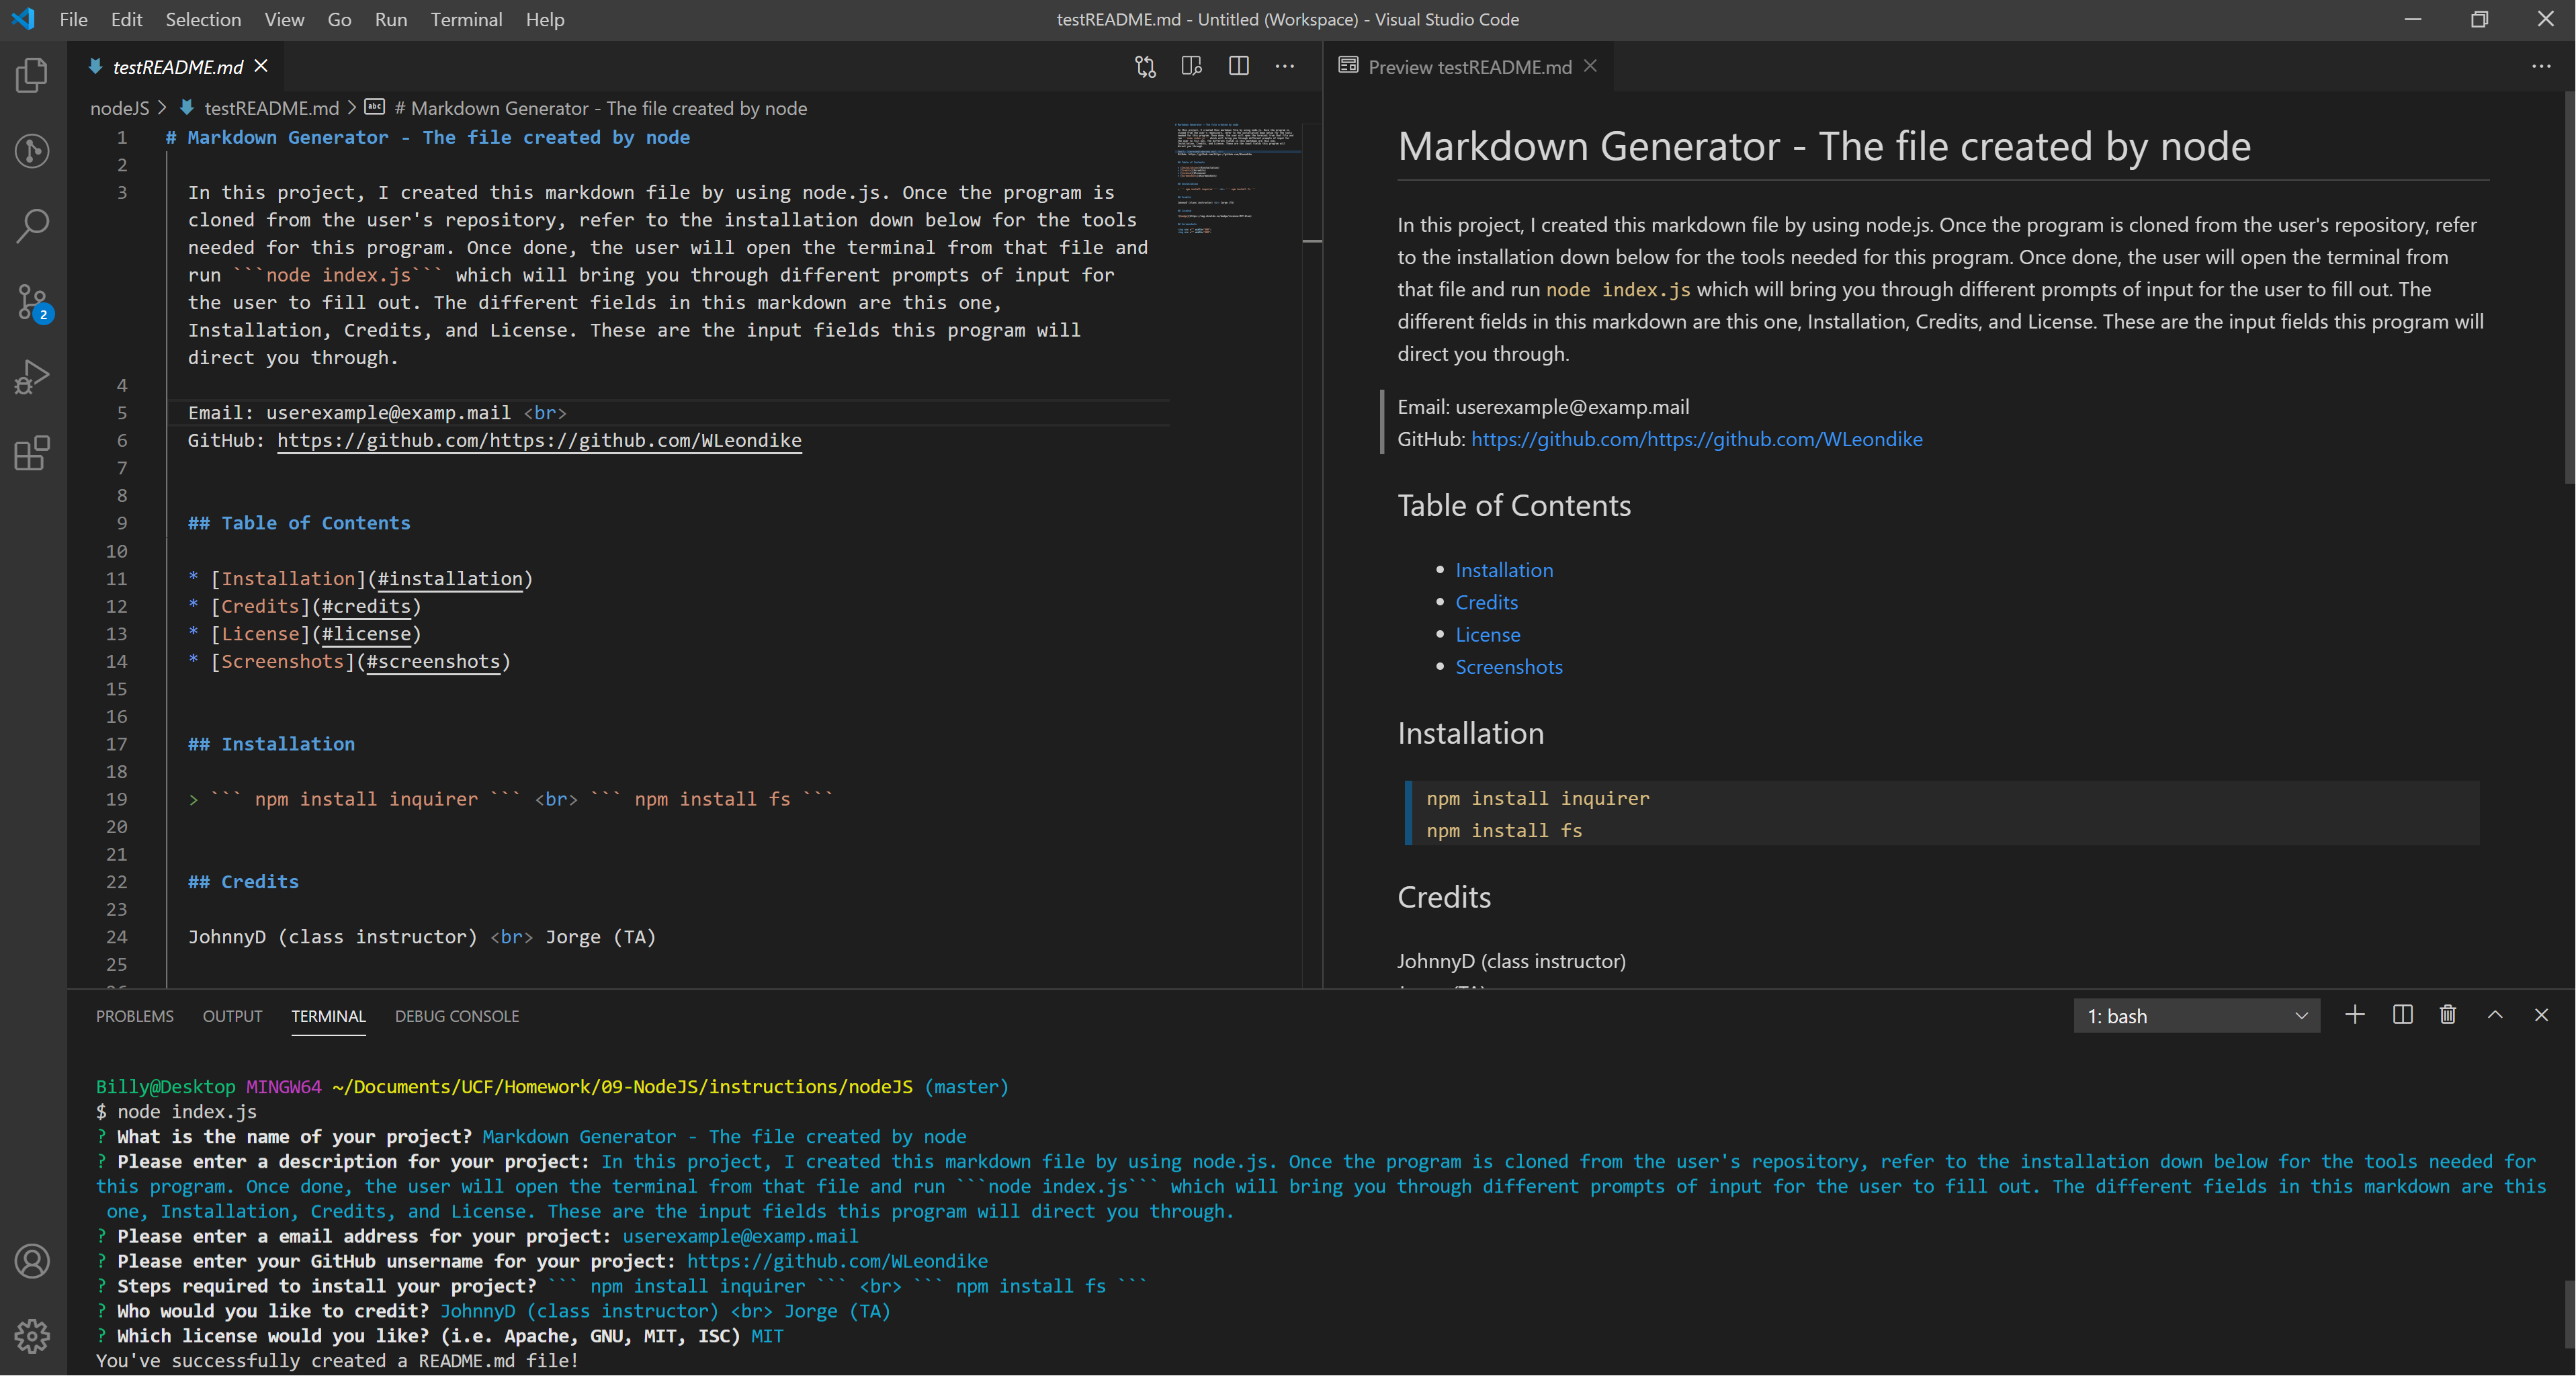 File Edit Selection View Go Run Terminal Help
testREADME.md - Untitled (Workspace) - Visual Studio Code
testREADME.md
nodeJS > testREADME.md > # Markdown Generator - The file created by node
1 # Markdown Generator - The file created by node
2
3 In this project, I created this markdown file by using node.js. Once the program is
cloned from the user's repository, refer to the installation down below for the tools
needed for this program. Once done, the user will open the terminal from that file and
run ```node index.js``` which will bring you through different prompts of input for
the user to fill out. The different fields in this markdown are this one,
Installation, Credits, and License. These are the input fields this program will
direct you through.
4
5 Email: userexample@examp.mail <br>
6 GitHub: https://github.com/https://github.com/WLeondike
7
8
9 ## Table of Contents
10
11 * [Installation](#installation)
12 * [Credits](#credits)
13 * [License](#license)
14 * [Screenshots](#screenshots)
15
16
17 ## Installation
18
19 > ``` npm install inquirer ``` <br> ``` npm install fs ```
20
21
22 ## Credits
23
24 JohnnyD (class instructor) <br> Jorge (TA)
25
2
Preview testREADME.md
Markdown Generator - The file created by node
In this project, I created this markdown file by using node.js. Once the program is cloned from the user's repository, refer
to the installation down below for the tools needed for this program. Once done, the user will open the terminal from
that file and run node index.js which will bring you through different prompts of input for the user to fill out. The
different fields in this markdown are this one, Installation, Credits, and License. These are the input fields this program will
direct you through.
Email: userexample@examp.mail
GitHub: https://github.com/https://github.com/WLeondike
Table of Contents
• Installation
• Credits
• License
• Screenshots
Installation
npm install inquirer
npm install fs
Credits
JohnnyD (class instructor)
PROBLEMS OUTPUT TERMINAL DEBUG CONSOLE
1: bash
Billy@Desktop MINGW64 ~/Documents/UCF/Homework/09-NodeJS/instructions/nodeJS (master)
$ node index.js
? What is the name of your project? Markdown Generator - The file created by node
? Please enter a description for your project: In this project, I created this markdown file by using node.js. Once the program is cloned from the user's repository, refer to the installation down below for the tools needed for
this program. Once done, the user will open the terminal from that file and run ```node index.js``` which will bring you through different prompts of input for the user to fill out. The different fields in this markdown are this
one, Installation, Credits, and License. These are the input fields this program will direct you through.
? Please enter a email address for your project: userexample@examp.mail
? Please enter your GitHub unsername for your project: https://github.com/WLeondike
? Steps required to install your project? ``` npm install inquirer ``` <br> ``` npm install fs ```
? Who would you like to credit? JohnnyD (class instructor) <br> Jorge (TA)
? Which license would you like? (i.e. Apache, GNU, MIT, ISC) MIT
You've successfully created a README.md file!